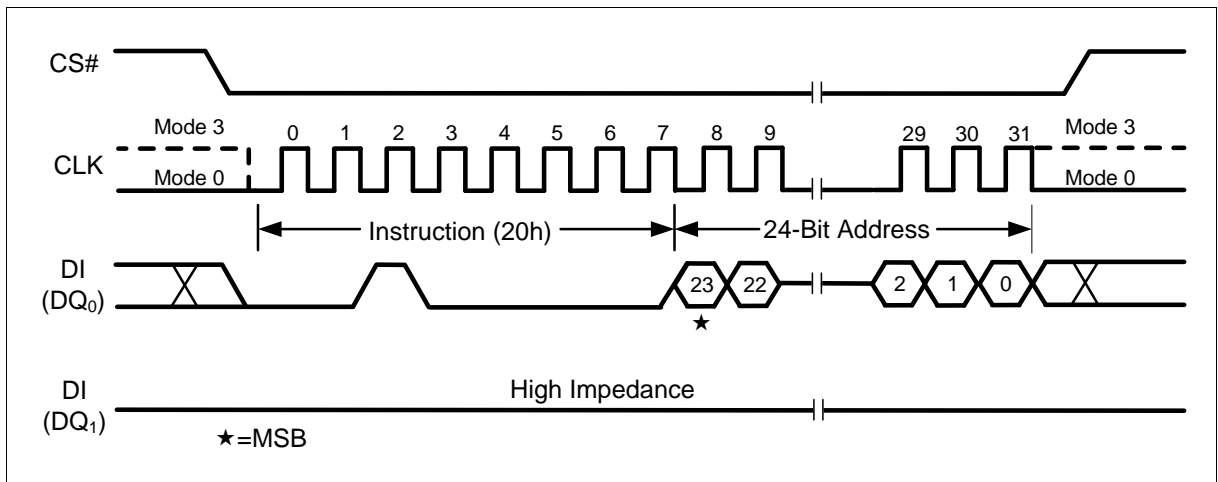 CS#
Mode 3
CLK
Mode 0
0 1 2 3 4 5 6 7 8 9 29 30 31
Mode 3
Mode 0
Instruction (20h)
24-Bit Address
DI
(DQ₀)
23 22 2 1 0
★
DI
(DQ₁)
High Impedance
★=MSB